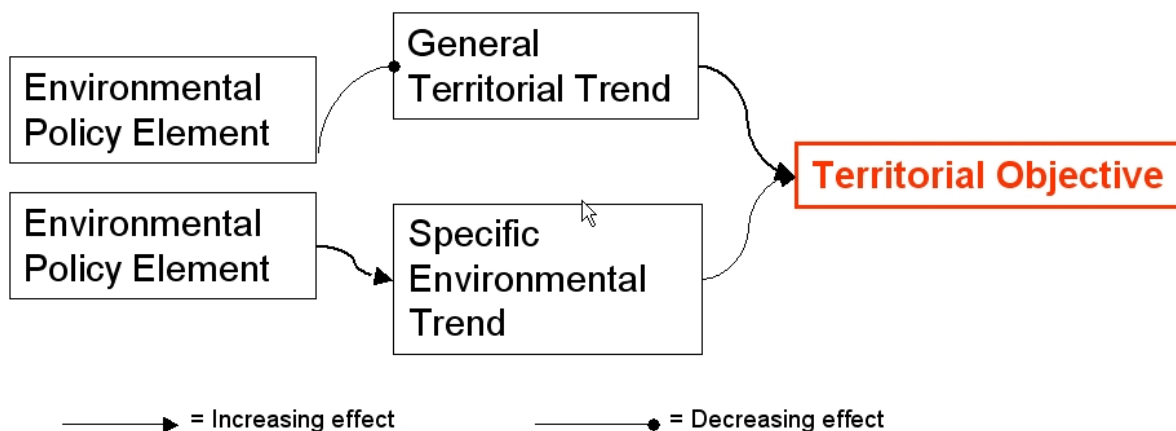 Environmental
Policy Element
General
Territorial Trend
Environmental
Policy Element
Specific
Environmental
Trend
Territorial Objective
= Increasing effect
= Decreasing effect